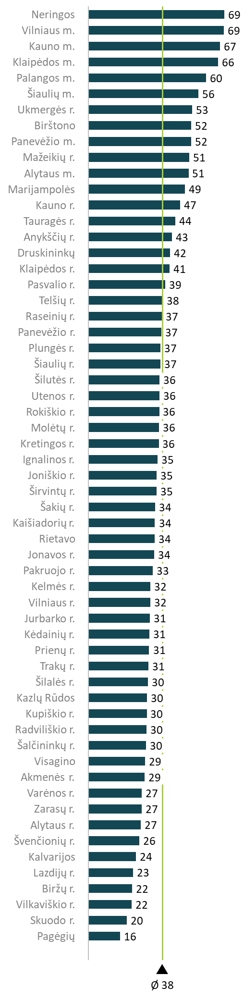 Neringos 69
Vilniaus m. 69
Kauno m. 67
Klaipėdos m. 66
Palangos m. 60
Šiaulių m. 56
Ukmergės r. 53
Birštono 52
Panevėžio m. 52
Mažeikių r. 51
Alytaus m. 51
Marijampolės 49
Kauno r. 47
Tauragės r. 44
Anykščių r. 43
Druskininkų 42
Klaipėdos r. 41
Pasvalio r. 39
Telšių r. 38
Raseinių r. 37
Panevėžio r. 37
Plungės r. 37
Šiaulių r. 37
Šilutės r. 36
Utenos r. 36
Rokiškio r. 36
Molėtų r. 36
Kretingos r. 36
Ignalinos r. 35
Joniškio r. 35
Širvintų r. 35
Šakių r. 34
Kaišiadorių r. 34
Rietavo 34
Jonavos r. 34
Pakruojo r. 33
Kelmės r. 32
Vilniaus r. 32
Jurbarko r. 31
Kėdainių r. 31
Prienų r. 31
Trakų r. 31
Šilalės r. 30
Kazlų Rūdos 30
Kupiškio r. 30
Radviliškio r. 30
Šalčininkų r. 30
Visagino 29
Akmenės r. 29
Varėnos r. 27
Zarasų r. 27
Alytaus r. 27
Švenčionių r. 26
Kalvarijos 24
Lazdijų r. 23
Biržų r. 22
Vilkaviškio r. 22
Skuodo r. 20
Pagėgių 16
Ø 38